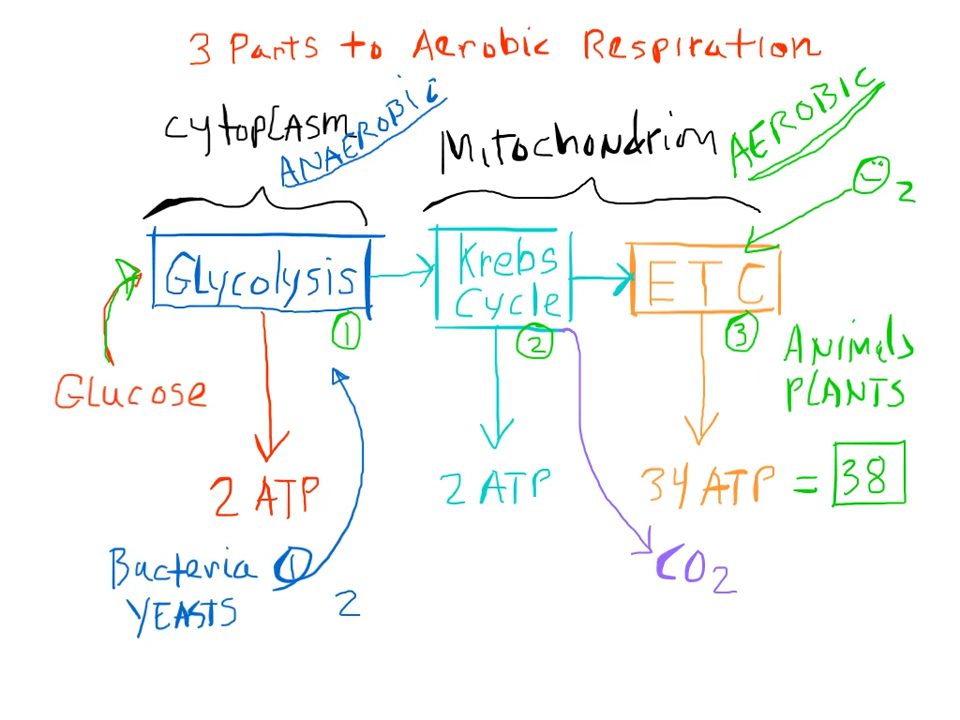 3 Parts to Aerobic Respiration
Cytoplasm
ANAEROBIC
Mitochondrion
AEROBIC
2
Glycolysis
1
Krebs
Cycle
2
ETC
3
Glucose
Animals
PLANTS
2 ATP
2 ATP
34 ATP = 38
Bacteria 1
YEASTS
2
CO2